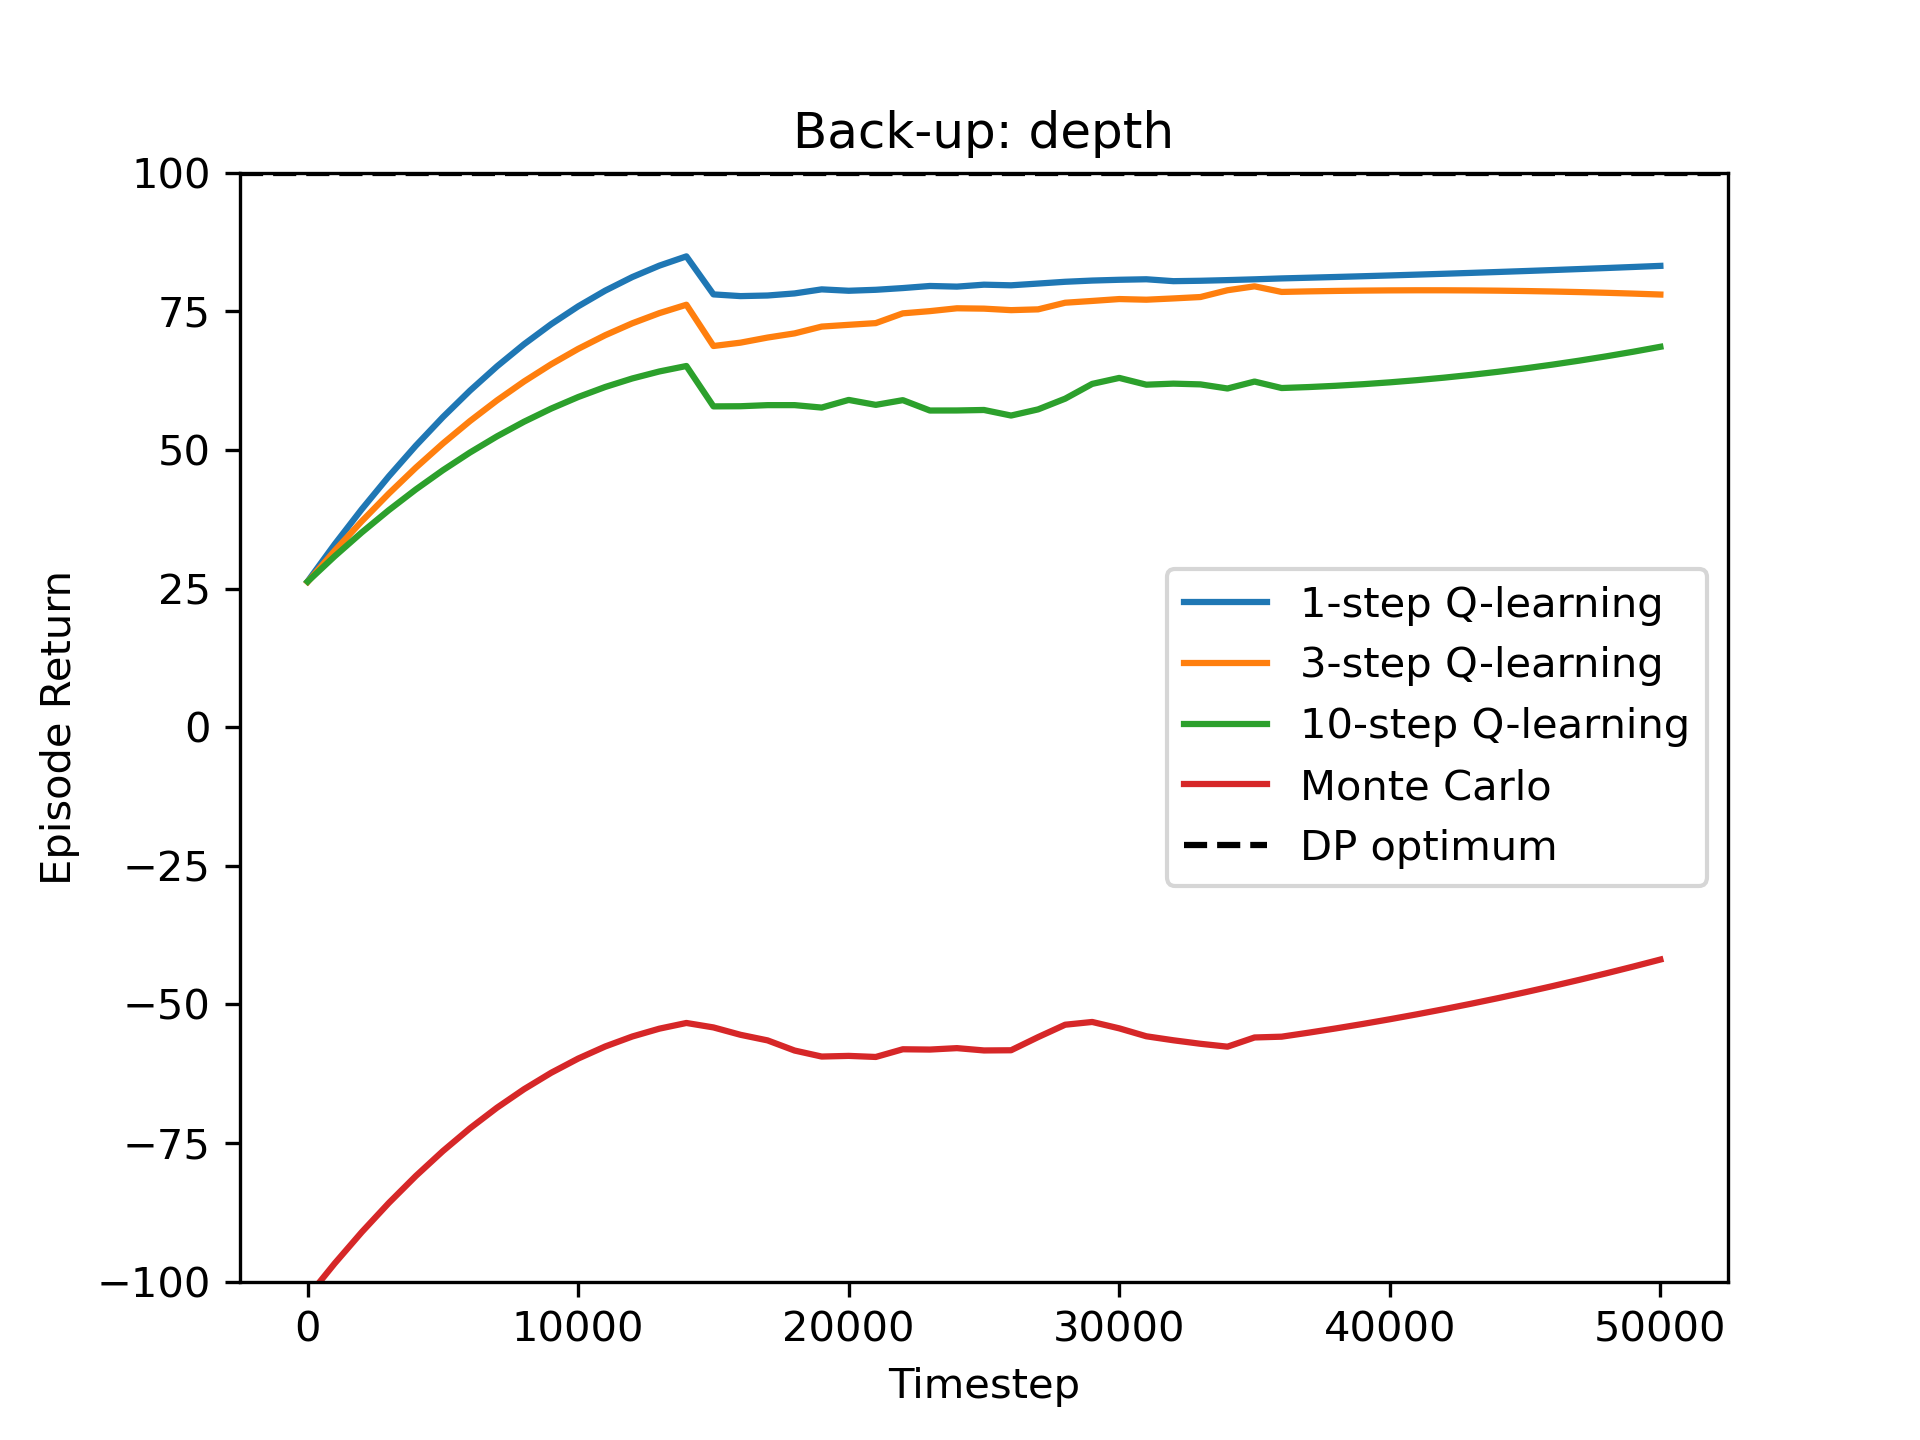 Back-up: depth
100
75
50
25
0
−25
−50
−75
−100
Episode Return
1-step Q-learning
3-step Q-learning
10-step Q-learning
Monte Carlo
DP optimum
0 10000 20000 30000 40000 50000
Timestep